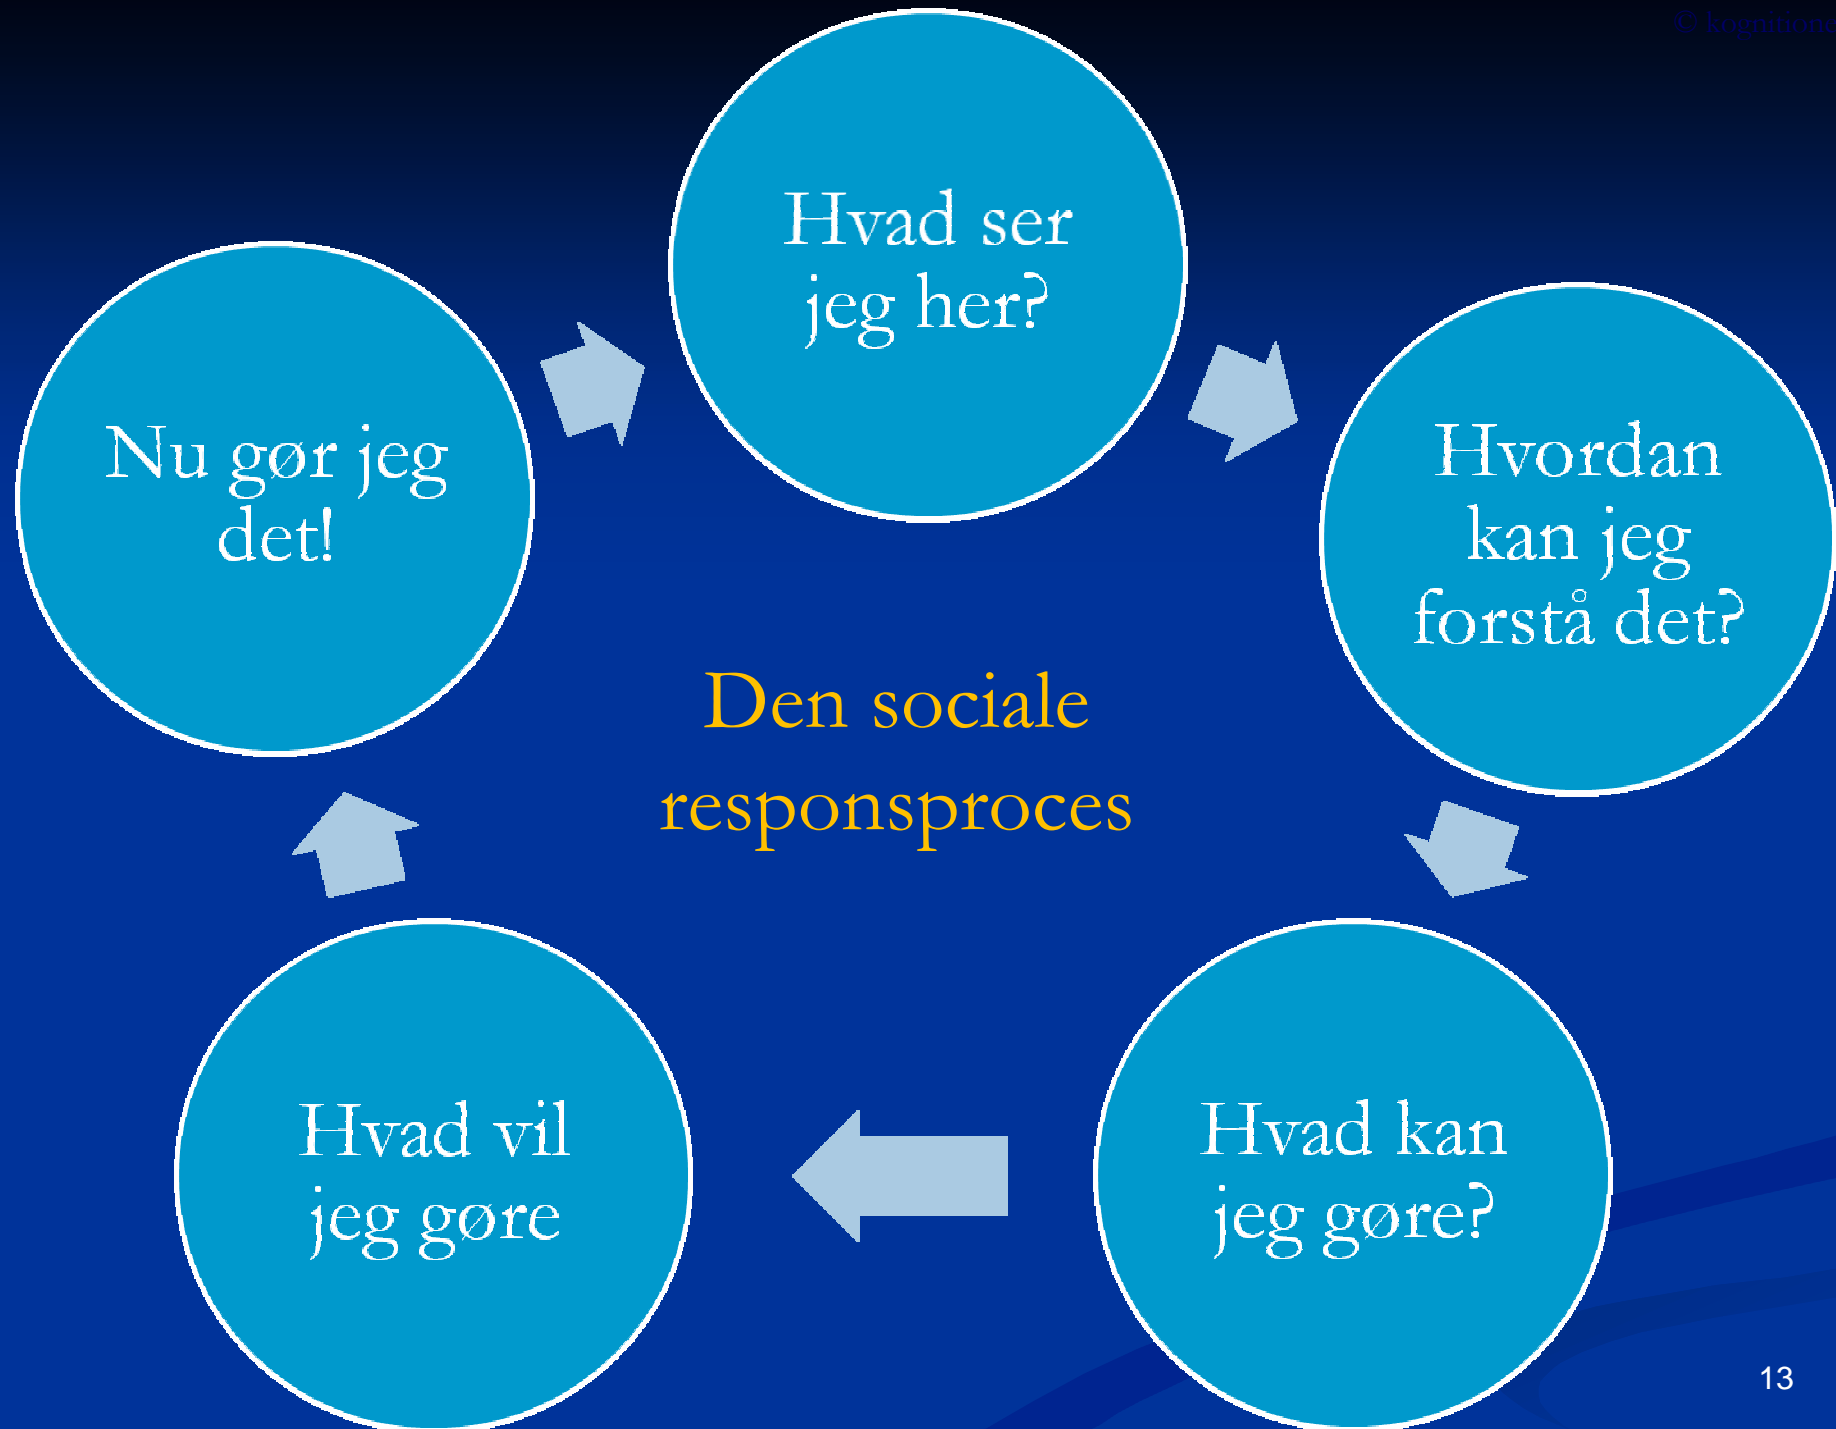 Hvad ser
jeg her?
Hvordan
kan jeg
forstå det?
Hvad kan
jeg gøre?
Hvad vil
jeg gøre
Nu gør jeg
det!
Den sociale
responsproces
13